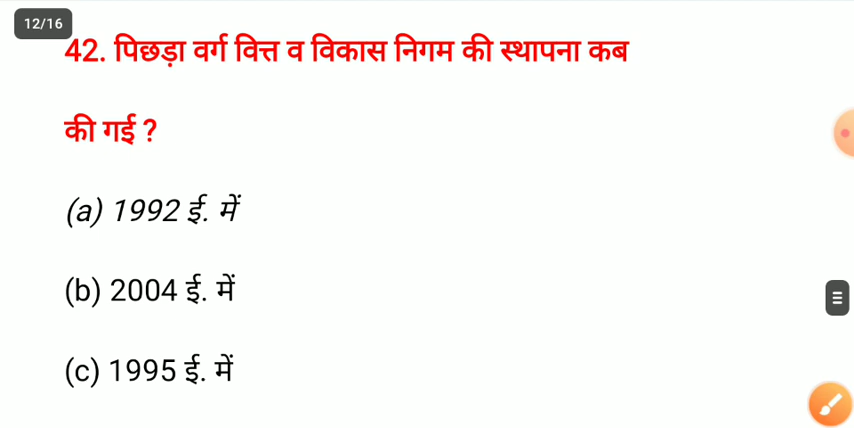 12/16
42. पिछड़ा वर्ग वित्त व विकास निगम की स्थापना कब
की गई ?
(a) 1992 ई. में
(b) 2004 ई. में
(c) 1995 ई. में